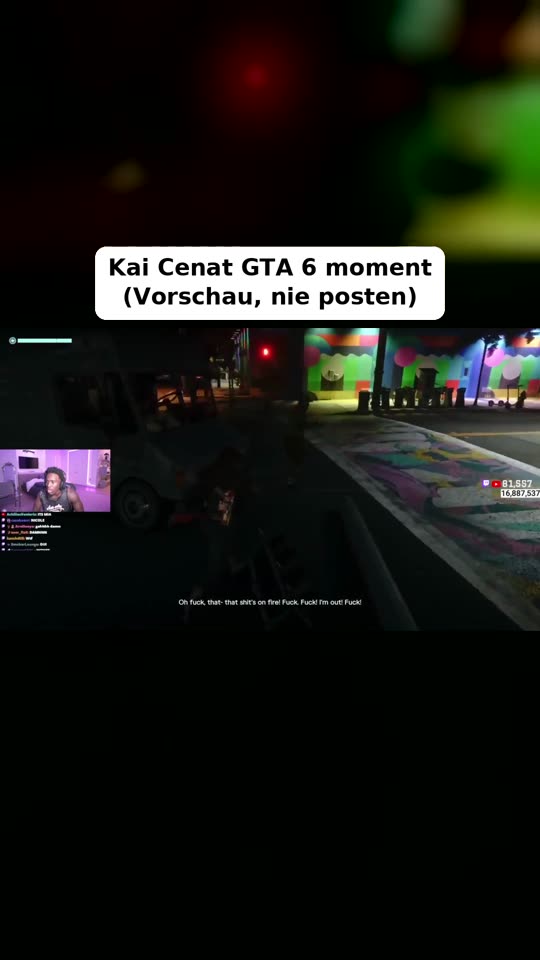 Kai Cenat GTA 6 moment
(Vorschau, nie posten)
81,557
16,887,537
Oh fuck, that- that shit's on fire! Fuck. Fuck! I'm out! Fuck!